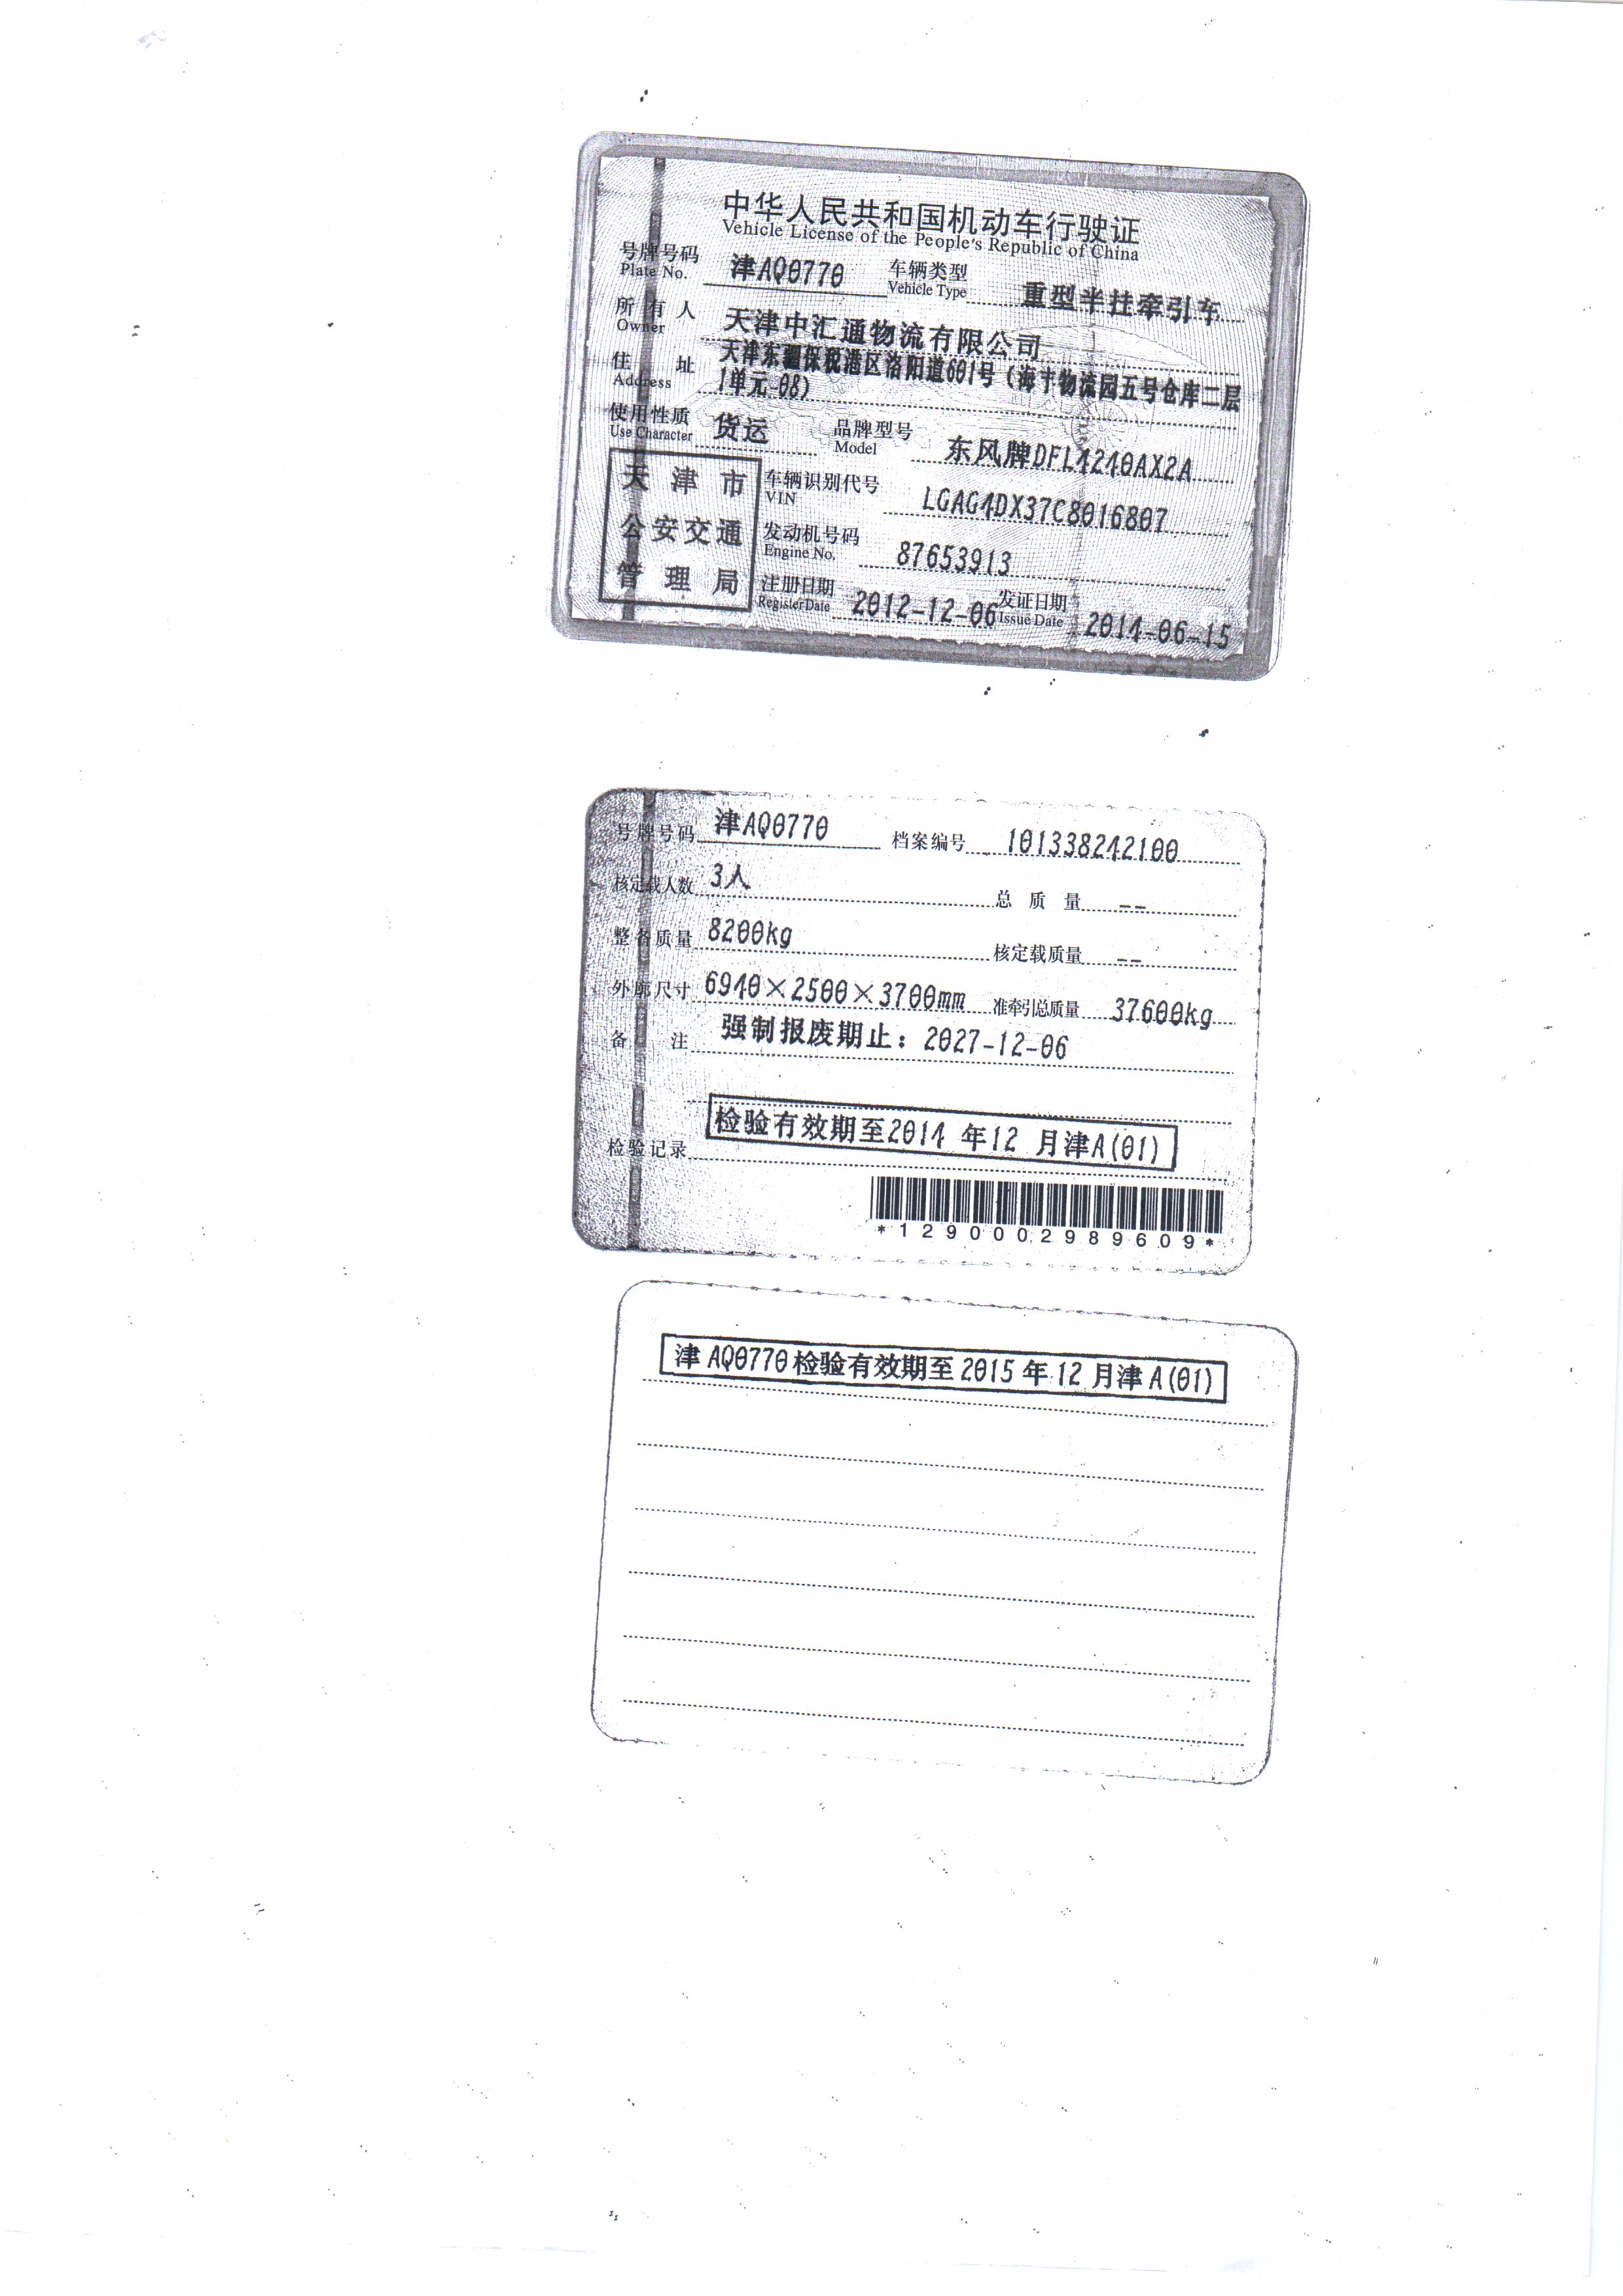 中华人民共和国机动车行驶证
Vehicle License of the People's Republic of China
号牌号码 津AQ0770 车辆类型 重型半挂牵引车
Plate No. Vehicle Type
所有人 天津中汇通物流有限公司
Owner
住址 天津东疆保税港区洛阳道601号(海丰物流园五号仓库二层
Address 1单元-08)
使用性质 货运 品牌型号 东风牌DFL4240AX2A
Use Character Model
天津市 车辆识别代号 LGAG4DX37C8016807
VIN
公安交通 发动机号码 87653913
Engine No.
管理局 注册日期 2012-12-06 发证日期 2014-06-15
Register Date Issue Date
号牌号码 津AQ0770 档案编号 101338242100
核定载人数 3人 总质量 --
整备质量 8200kg 核定载质量 --
外廓尺寸 6940×2500×3700mm 准牵引总质量 37600kg
备注 强制报废期止:2027-12-06
检验有效期至2014 年12 月津A(01)
检验记录
*1290002989609*
津AQ0770检验有效期至2015年12月津A(01)